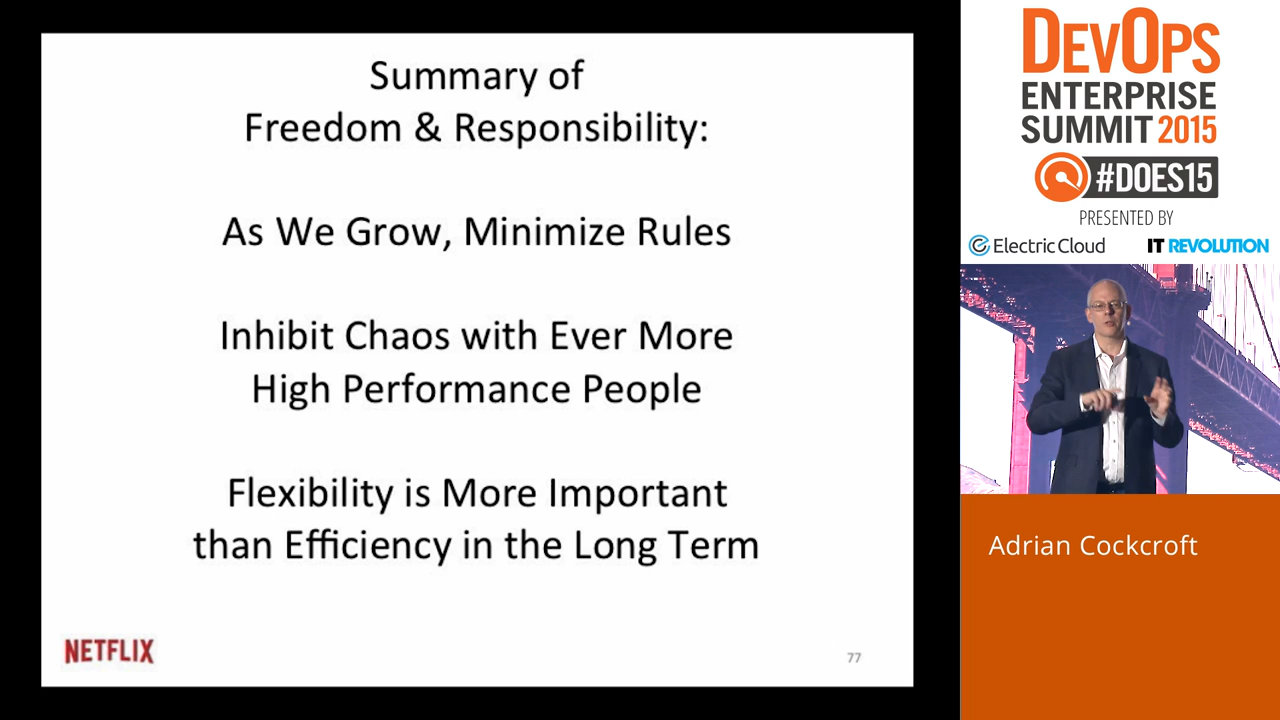 Summary of
Freedom & Responsibility:
As We Grow, Minimize Rules
Inhibit Chaos with Ever More
High Performance People
Flexibility is More Important
than Efficiency in the Long Term
NETFLIX
77
DEVOPS
ENTERPRISE
SUMMIT 2015
#DOES15
PRESENTED BY
Electric Cloud
IT REVOLUTION
Adrian Cockcroft